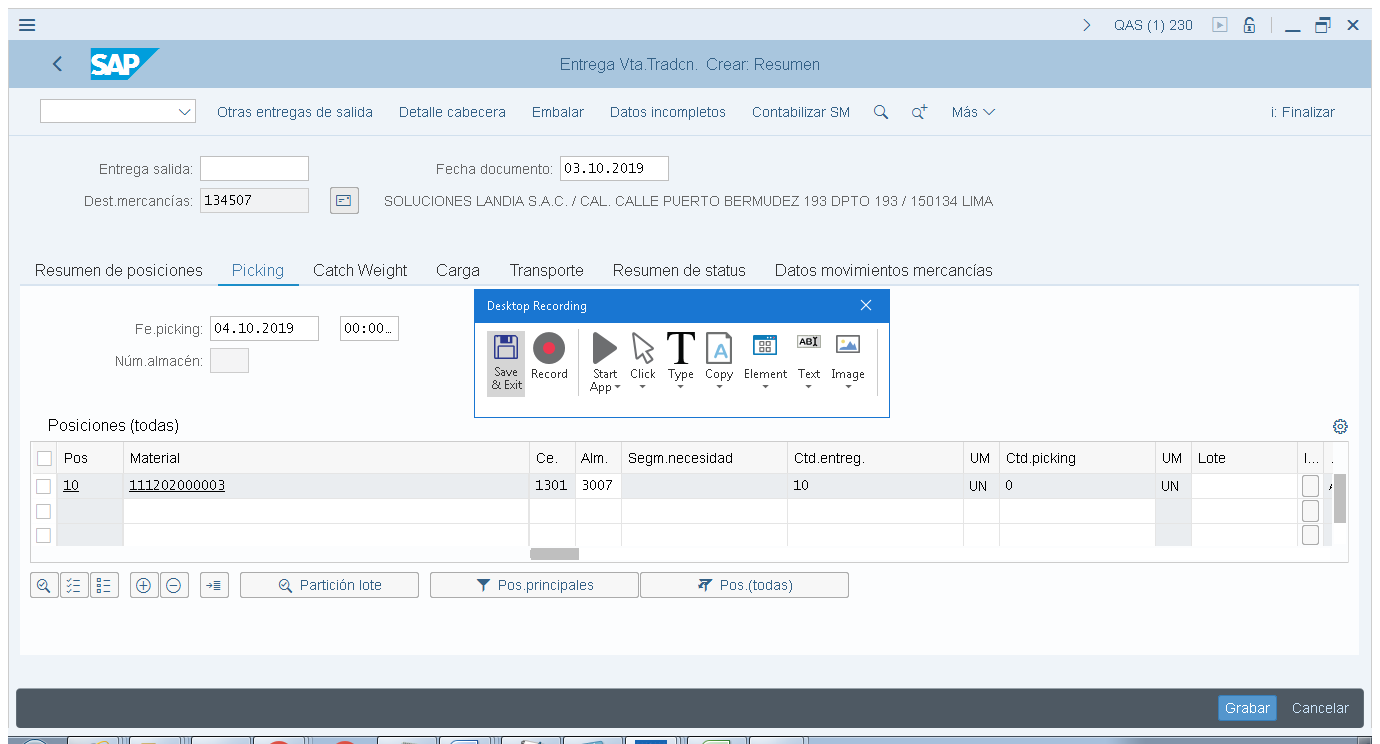 QAS (1) 230
SAP
Entrega Vta.Tradcn. Crear: Resumen
Otras entregas de salida Detalle cabecera Embalar Datos incompletos Contabilizar SM Más i: Finalizar
Entrega salida: Fecha documento: 03.10.2019
Dest.mercancías: 134507 SOLUCIONES LANDIA S.A.C. / CAL. CALLE PUERTO BERMUDEZ 193 DPTO 193 / 150134 LIMA
Resumen de posiciones Picking Catch Weight Carga Transporte Resumen de status Datos movimientos mercancías
Desktop Recording
Fe.picking: 04.10.2019 00:00...
Núm.almacén:
ABI
Save & Exit Record Start App Click Type Copy Element Text Image
Posiciones (todas)
Pos Material Ce. Alm. Segm.necesidad Ctd.entreg. UM Ctd.picking UM Lote I...
10 111202000003 1301 3007 10 UN 0 UN
Partición lote Pos.principales Pos.(todas)
Grabar Cancelar